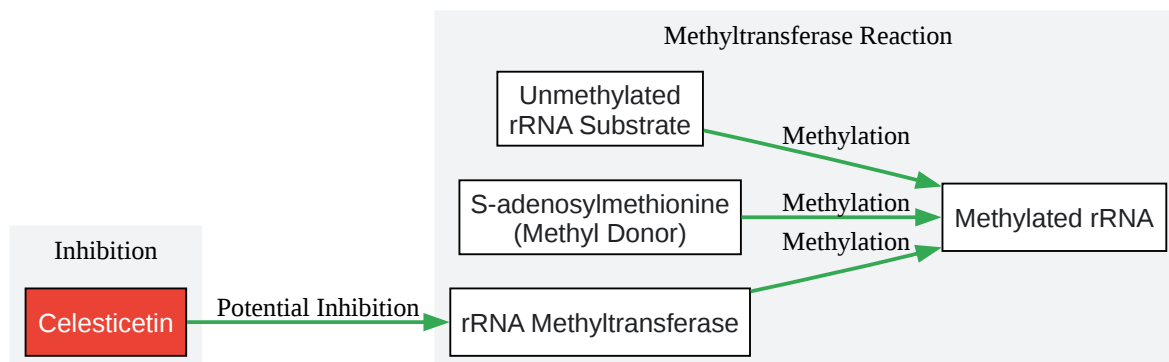 Methyltransferase Reaction
Unmethylated
rRNA Substrate
Methylation
S-adenosylmethionine
(Methyl Donor)
Methylation
Methylated rRNA
Methylation
Inhibition
Celesticetin
Potential Inhibition
rRNA Methyltransferase